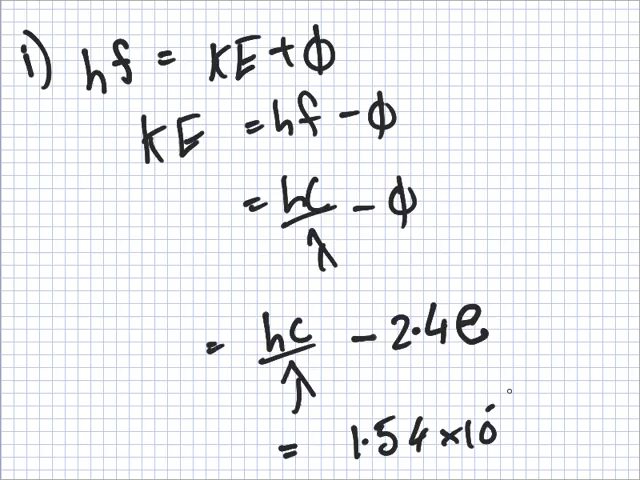 i) hf = KE + ϕ
KE = hf - ϕ
= hc/λ - ϕ
= hc/λ - 2.4e
= 1.54 × 10⁻